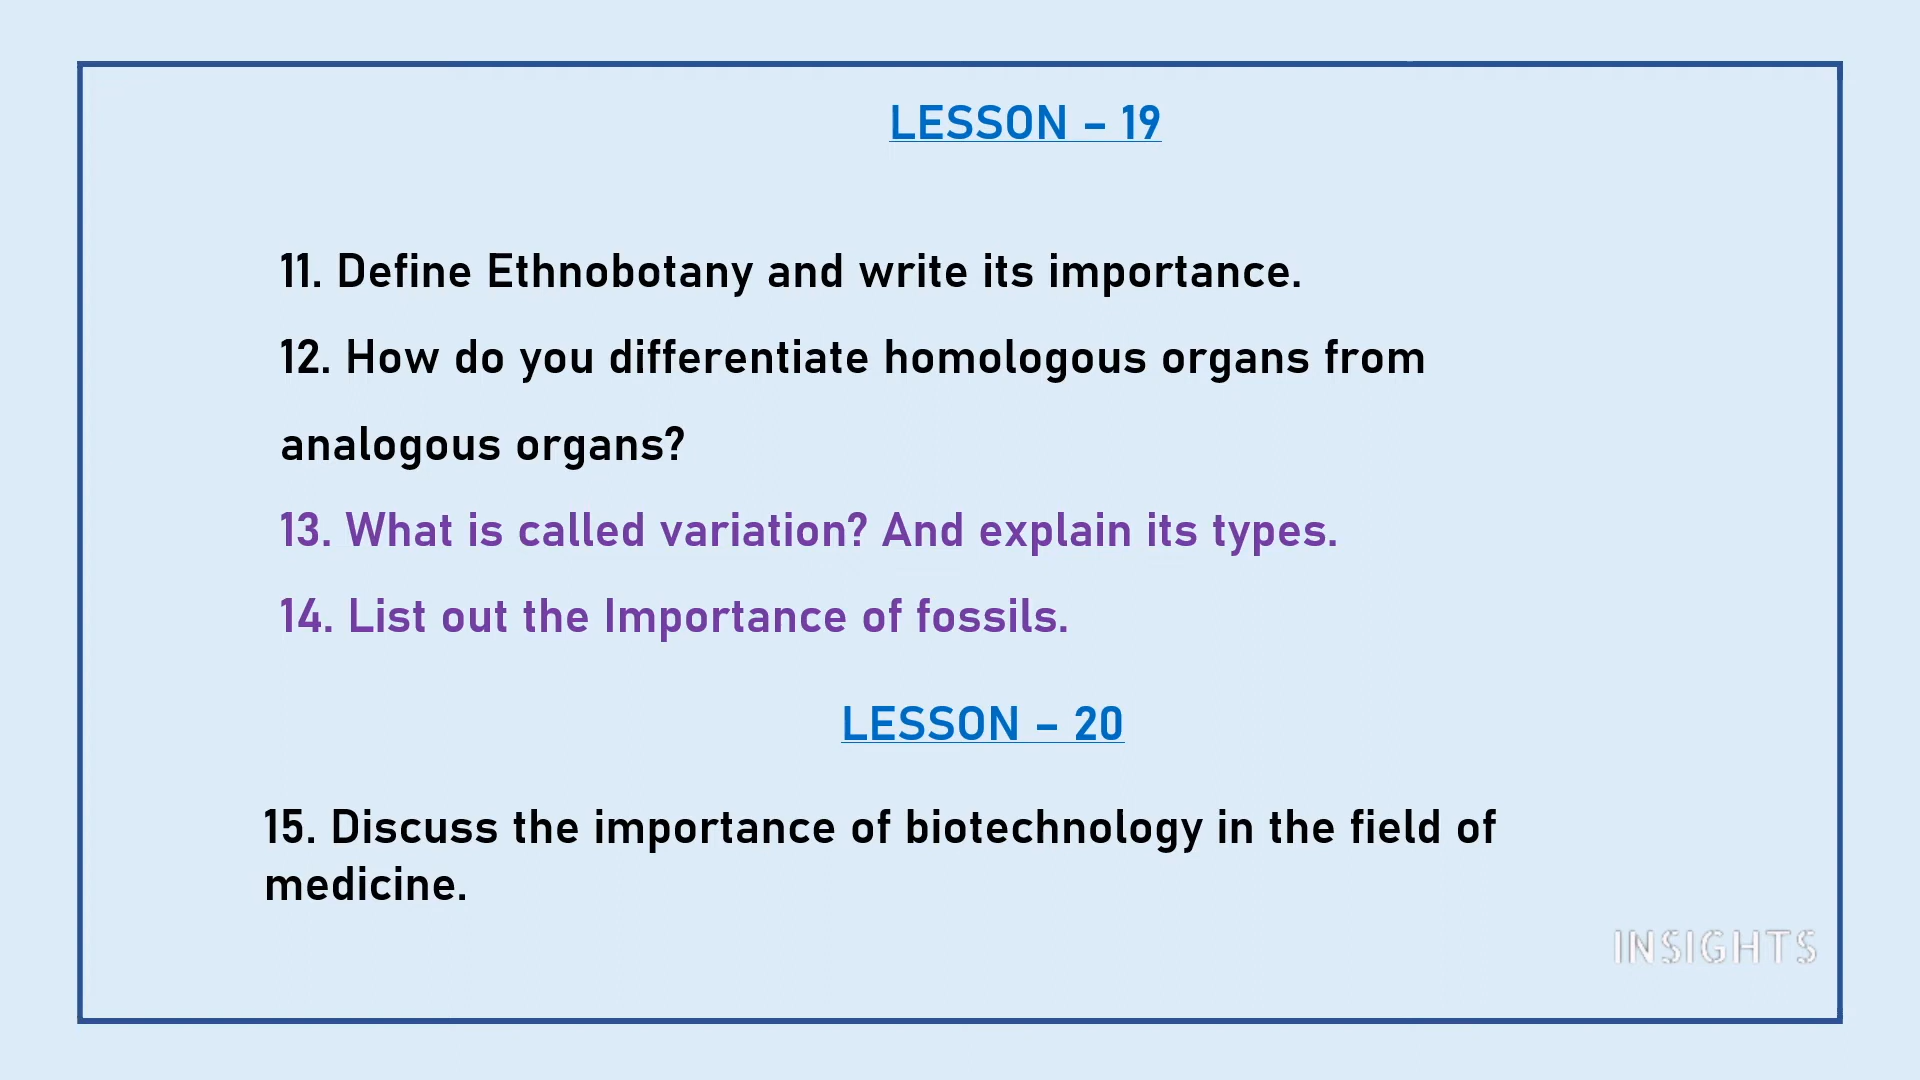 LESSON – 19
11. Define Ethnobotany and write its importance.
12. How do you differentiate homologous organs from
analogous organs?
13. What is called variation? And explain its types.
14. List out the Importance of fossils.
LESSON – 20
15. Discuss the importance of biotechnology in the field of
medicine.
INSIGHTS